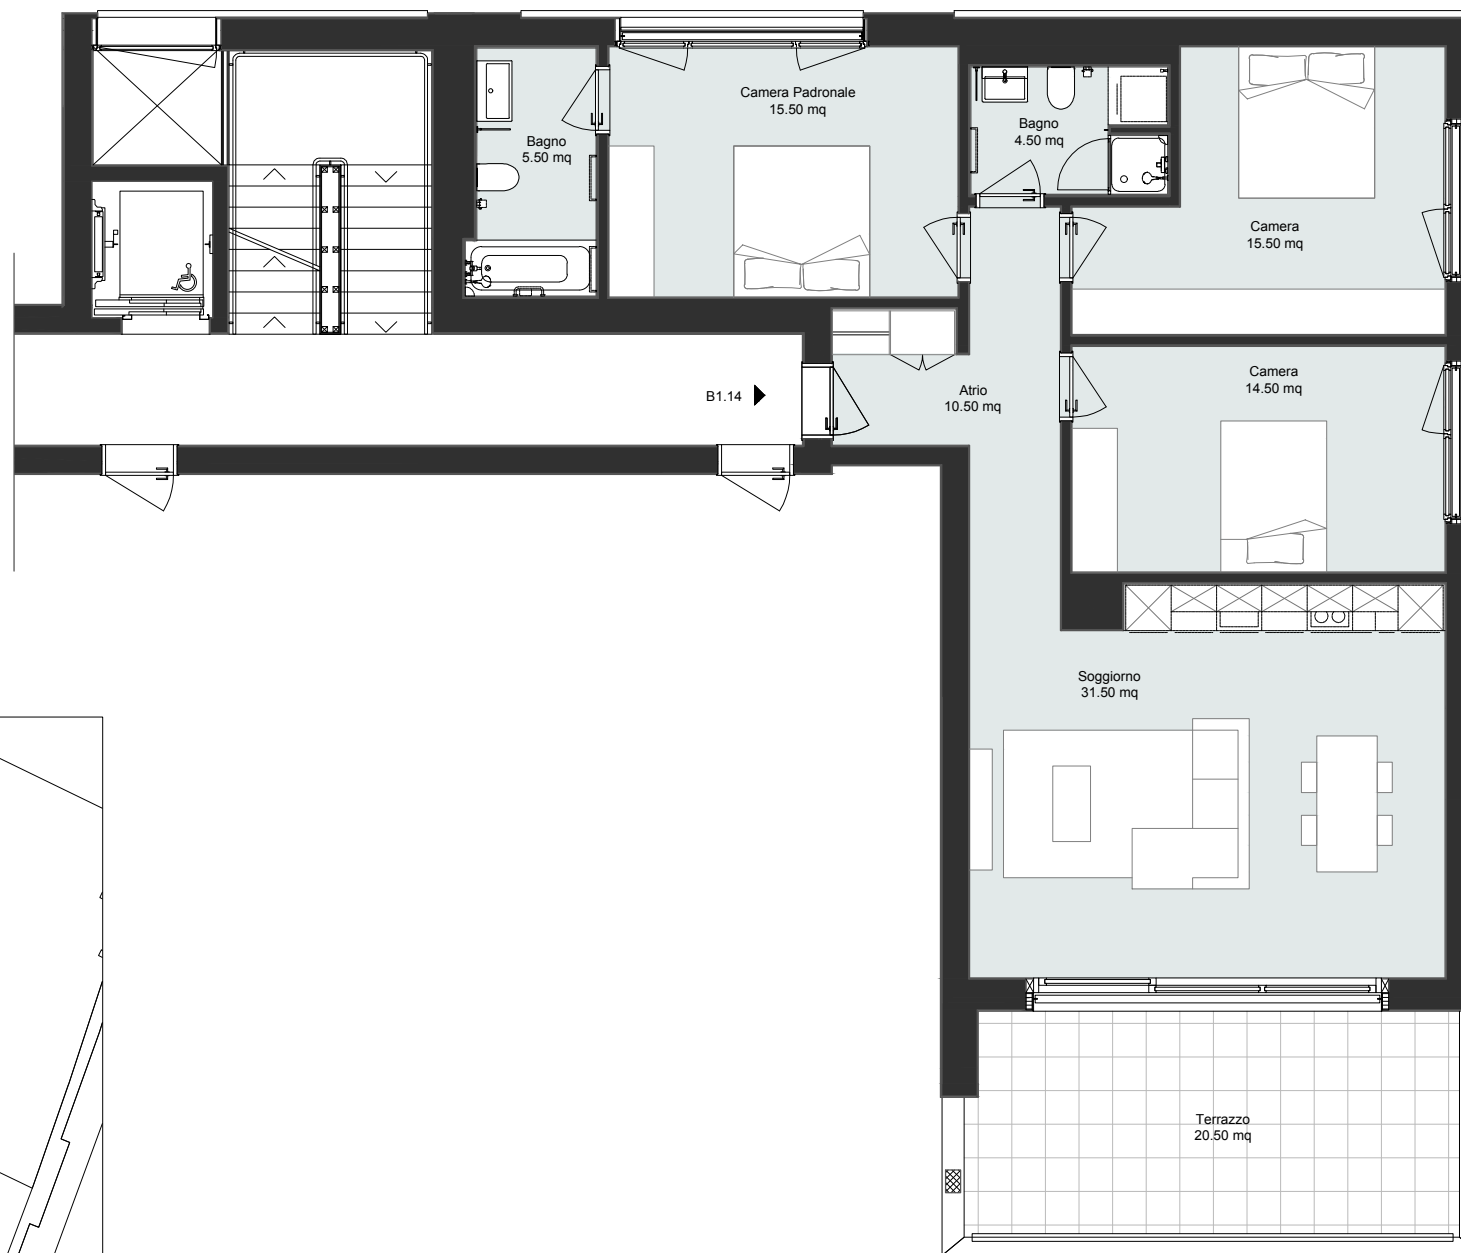 Camera Padronale
15.50 mq
Bagno
5.50 mq
Bagno
4.50 mq
Camera
15.50 mq
Camera
14.50 mq
Atrio
10.50 mq
B1.14
Soggiorno
31.50 mq
Terrazzo
20.50 mq